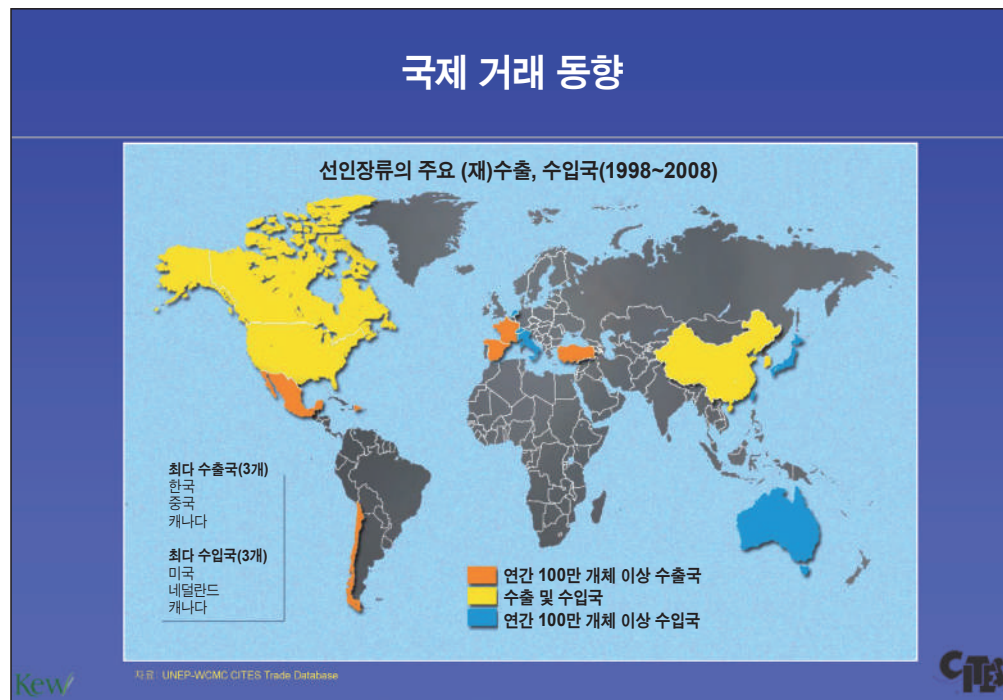 국제 거래 동향
선인장류의 주요 (재)수출, 수입국(1998~2008)
최다 수출국(3개)
한국
중국
캐나다
최다 수입국(3개)
미국
네덜란드
캐나다
연간 100만 개체 이상 수출국
수출 및 수입국
연간 100만 개체 이상 수입국
자료: UNEP-WCMC CITES Trade Database
Kew
CITES